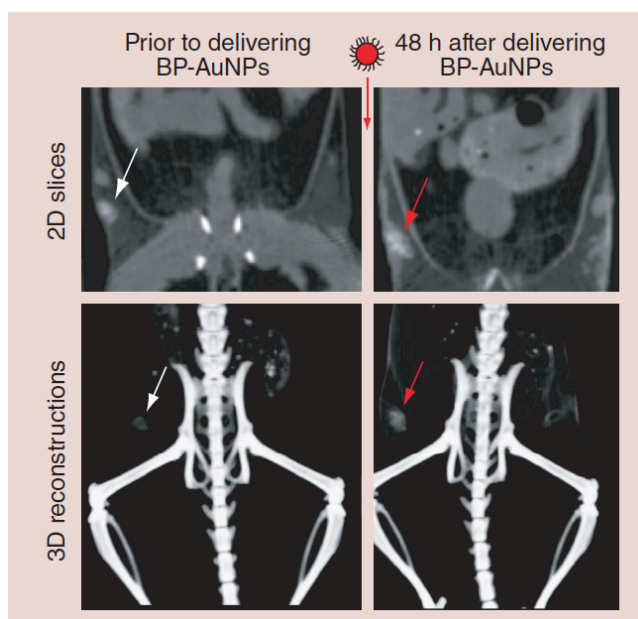 Prior to delivering
BP-AuNPs
48 h after delivering
BP-AuNPs
2D slices
3D reconstructions